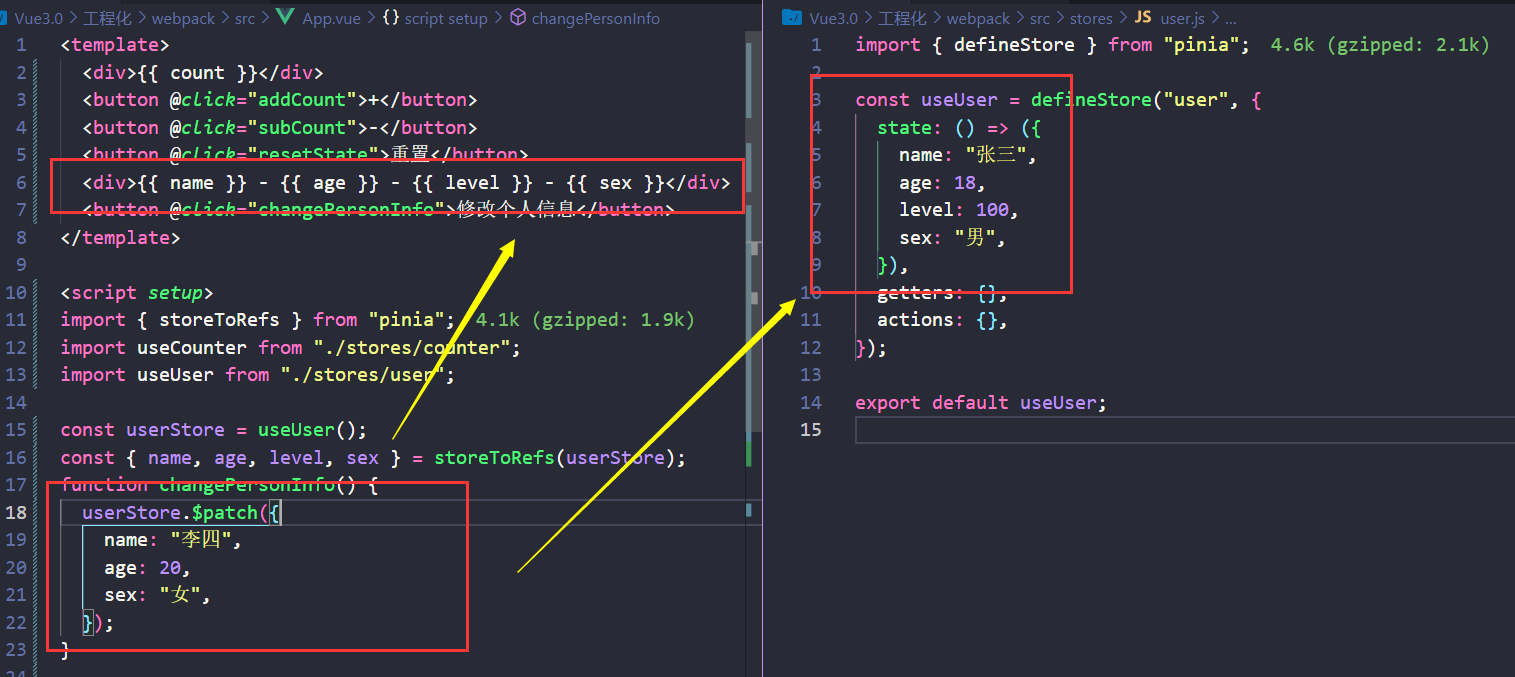 Vue3.0 > 工程化 > webpack > src > App.vue > {} script setup > changePersonInfo
1 <template>
2 <div>{{ count }}</div>
3 <button @click="addCount">+</button>
4 <button @click="subCount">-</button>
5 <button @click="resetState">重置</button>
6 <div>{{ name }} - {{ age }} - {{ level }} - {{ sex }}</div>
7 <button @click="changePersonInfo">修改个人信息</button>
8 </template>
9
10 <script setup>
11 import { storeToRefs } from "pinia"; 4.1k (gzipped: 1.9k)
12 import useCounter from "./stores/counter";
13 import useUser from "./stores/user";
14
15 const userStore = useUser();
16 const { name, age, level, sex } = storeToRefs(userStore);
17 function changePersonInfo() {
18 userStore.$patch({
19 name: "李四",
20 age: 20,
21 sex: "女",
22 });
23 }
24
Vue3.0 > 工程化 > webpack > src > stores > JS user.js > ...
1 import { defineStore } from "pinia"; 4.6k (gzipped: 2.1k)
2
3 const useUser = defineStore("user", {
4 state: () => ({
5 name: "张三",
6 age: 18,
7 level: 100,
8 sex: "男",
9 }),
10 getters: {},
11 actions: {},
12 });
13
14 export default useUser;
15